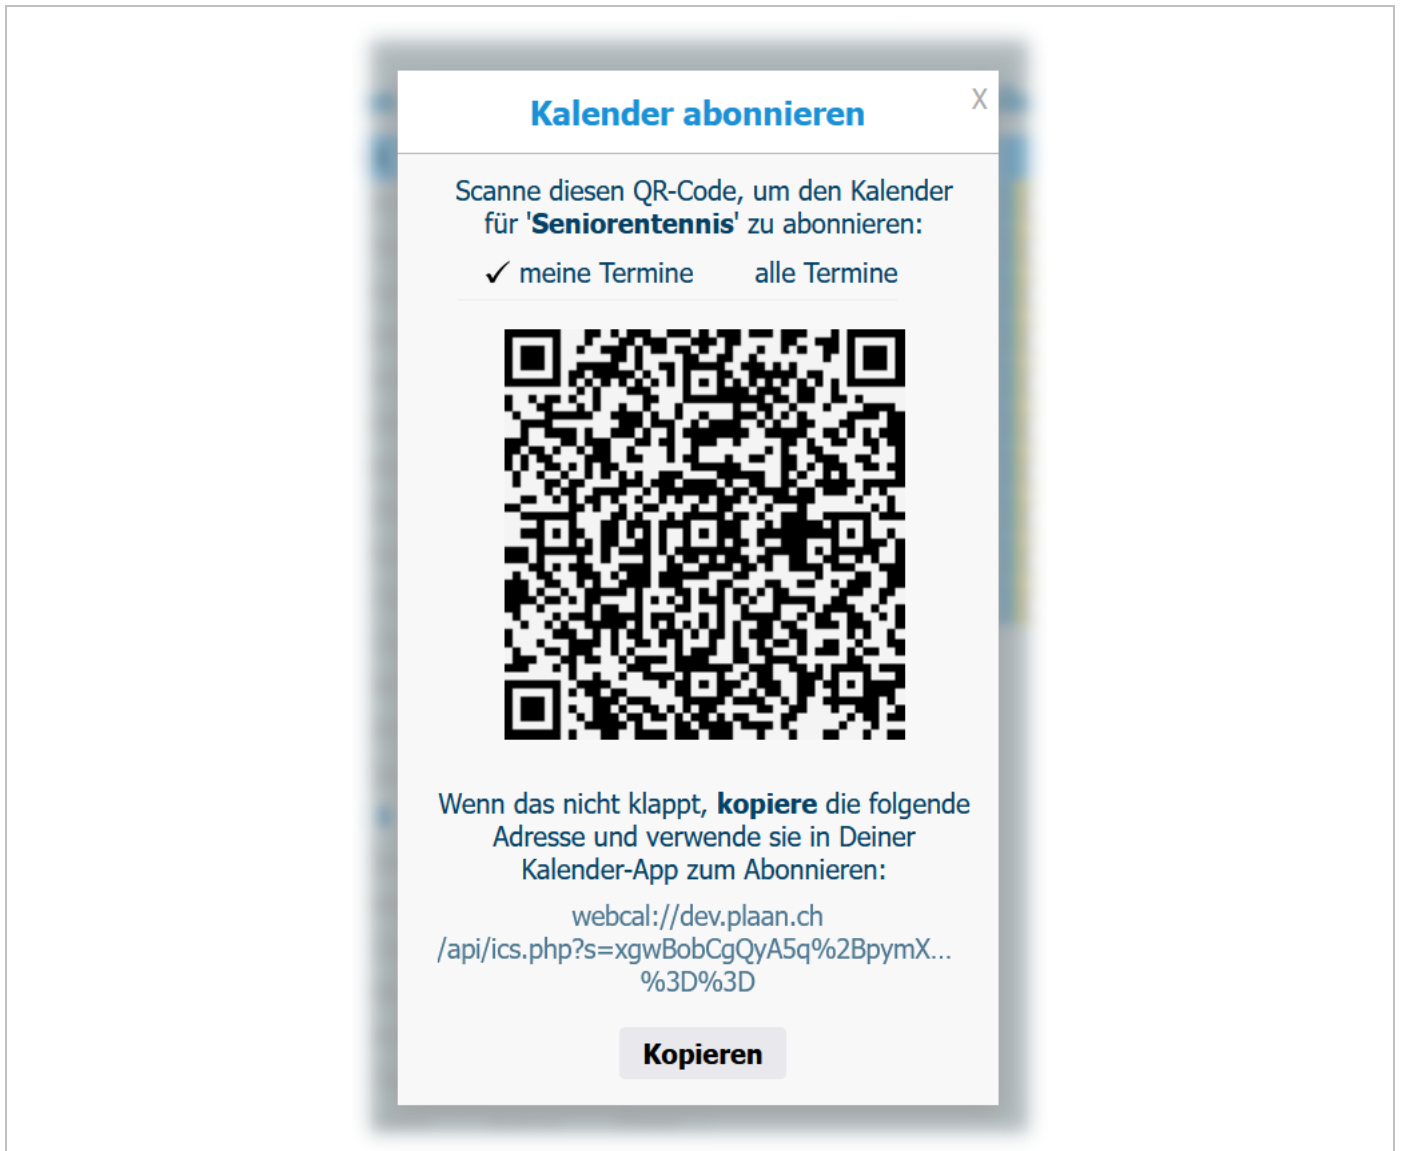 Kalender abonnieren
X
Scanne diesen QR-Code, um den Kalender
für 'Seniorentennis' zu abonnieren:
✓ meine Termine alle Termine
Wenn das nicht klappt, kopiere die folgende
Adresse und verwende sie in Deiner
Kalender-App zum Abonnieren:
webcal://dev.plaan.ch
/api/ics.php?s=xgwBobCgQyA5q%2BpymX...
%3D%3D
Kopieren